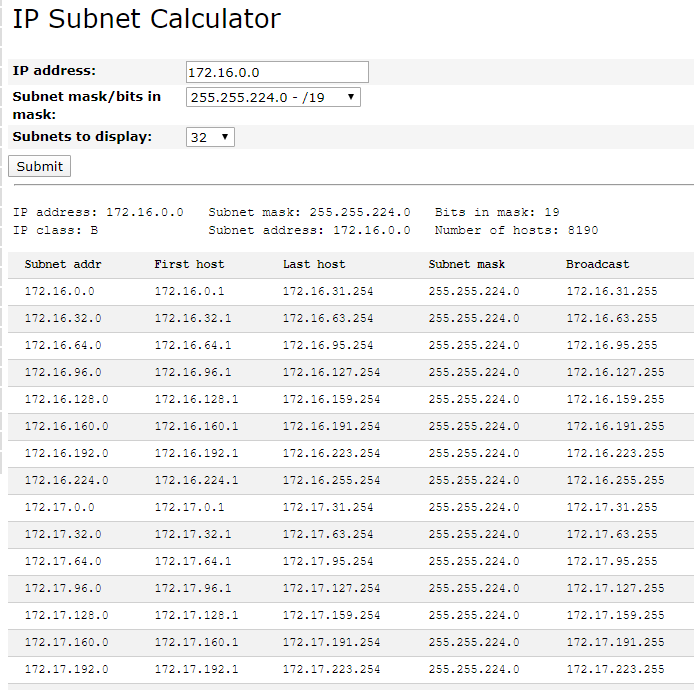 IP Subnet Calculator
IP address: 172.16.0.0
Subnet mask/bits in mask: 255.255.224.0 - /19
Subnets to display: 32
Submit
IP address: 172.16.0.0 Subnet mask: 255.255.224.0 Bits in mask: 19
IP class: B Subnet address: 172.16.0.0 Number of hosts: 8190
Subnet addr First host Last host Subnet mask Broadcast
172.16.0.0 172.16.0.1 172.16.31.254 255.255.224.0 172.16.31.255
172.16.32.0 172.16.32.1 172.16.63.254 255.255.224.0 172.16.63.255
172.16.64.0 172.16.64.1 172.16.95.254 255.255.224.0 172.16.95.255
172.16.96.0 172.16.96.1 172.16.127.254 255.255.224.0 172.16.127.255
172.16.128.0 172.16.128.1 172.16.159.254 255.255.224.0 172.16.159.255
172.16.160.0 172.16.160.1 172.16.191.254 255.255.224.0 172.16.191.255
172.16.192.0 172.16.192.1 172.16.223.254 255.255.224.0 172.16.223.255
172.16.224.0 172.16.224.1 172.16.255.254 255.255.224.0 172.16.255.255
172.17.0.0 172.17.0.1 172.17.31.254 255.255.224.0 172.17.31.255
172.17.32.0 172.17.32.1 172.17.63.254 255.255.224.0 172.17.63.255
172.17.64.0 172.17.64.1 172.17.95.254 255.255.224.0 172.17.95.255
172.17.96.0 172.17.96.1 172.17.127.254 255.255.224.0 172.17.127.255
172.17.128.0 172.17.128.1 172.17.159.254 255.255.224.0 172.17.159.255
172.17.160.0 172.17.160.1 172.17.191.254 255.255.224.0 172.17.191.255
172.17.192.0 172.17.192.1 172.17.223.254 255.255.224.0 172.17.223.255